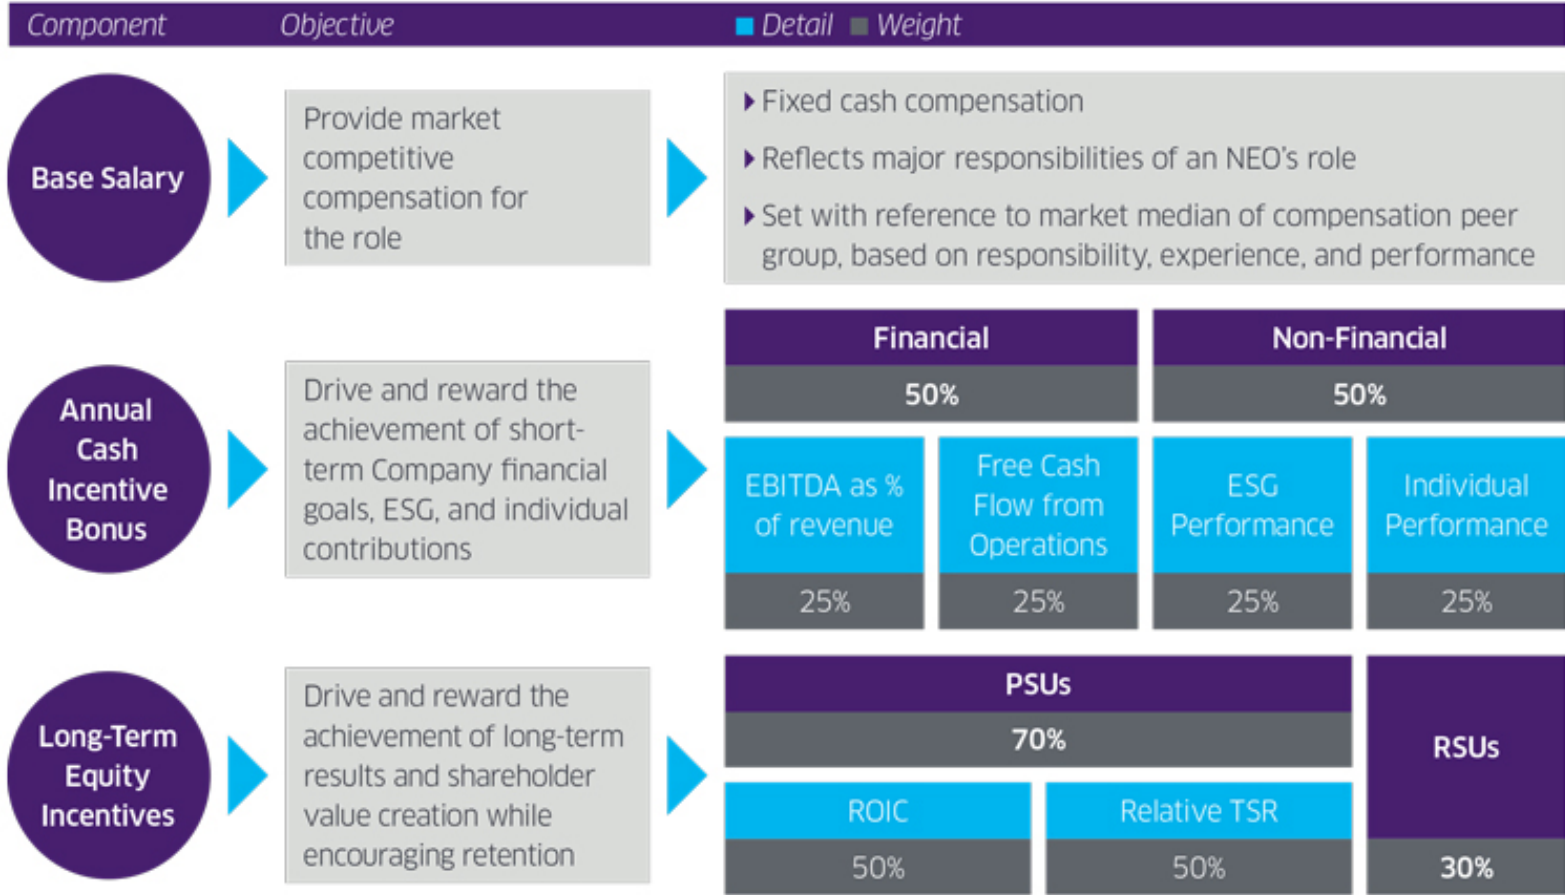 Component Objective Detail Weight
Base Salary
Provide market
competitive
compensation for
the role
Fixed cash compensation
Reflects major responsibilities of an NEO’s role
Set with reference to market median of compensation peer
group, based on responsibility, experience, and performance
Annual
Cash
Incentive
Bonus
Drive and reward the
achievement of short-
term Company financial
goals, ESG, and individual
contributions
Financial Non-Financial
50% 50%
EBITDA as %
of revenue
Free Cash
Flow from
Operations
ESG
Performance
Individual
Performance
25% 25% 25% 25%
Long-Term
Equity
Incentives
Drive and reward the
achievement of long-term
results and shareholder
value creation while
encouraging retention
PSUs
70%
ROIC Relative TSR
50% 50%
RSUs
30%